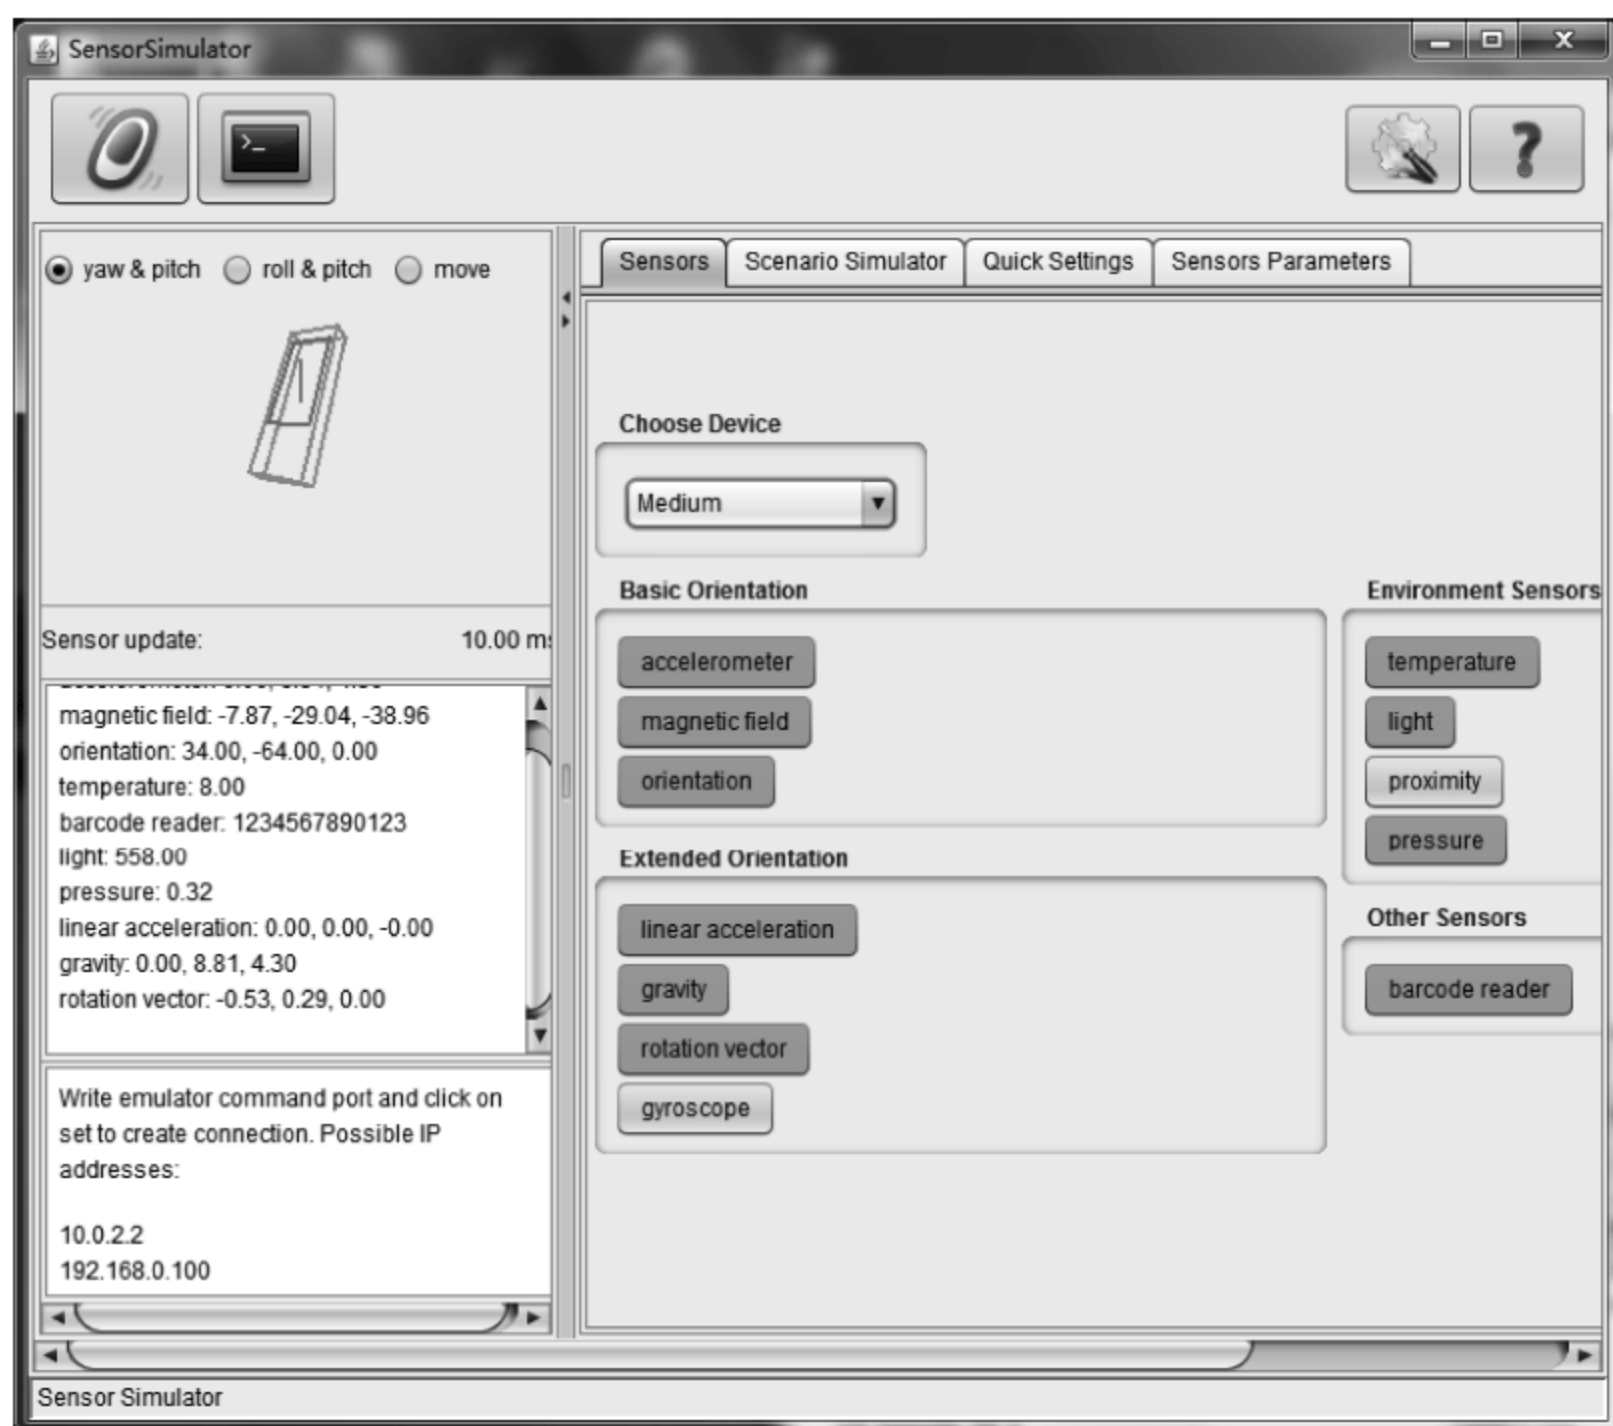 SensorSimulator
yaw & pitch roll & pitch move
Sensors Scenario Simulator Quick Settings Sensors Parameters
Choose Device
Medium
Basic Orientation
accelerometer
magnetic field
orientation
Extended Orientation
linear acceleration
gravity
rotation vector
gyroscope
Environment Sensors
temperature
light
proximity
pressure
Other Sensors
barcode reader
Sensor update: 10.00 ms
magnetic field: -7.87, -29.04, -38.96
orientation: 34.00, -64.00, 0.00
temperature: 8.00
barcode reader: 1234567890123
light: 558.00
pressure: 0.32
linear acceleration: 0.00, 0.00, -0.00
gravity: 0.00, 8.81, 4.30
rotation vector: -0.53, 0.29, 0.00
Write emulator command port and click on
set to create connection. Possible IP
addresses:
10.0.2.2
192.168.0.100
Sensor Simulator